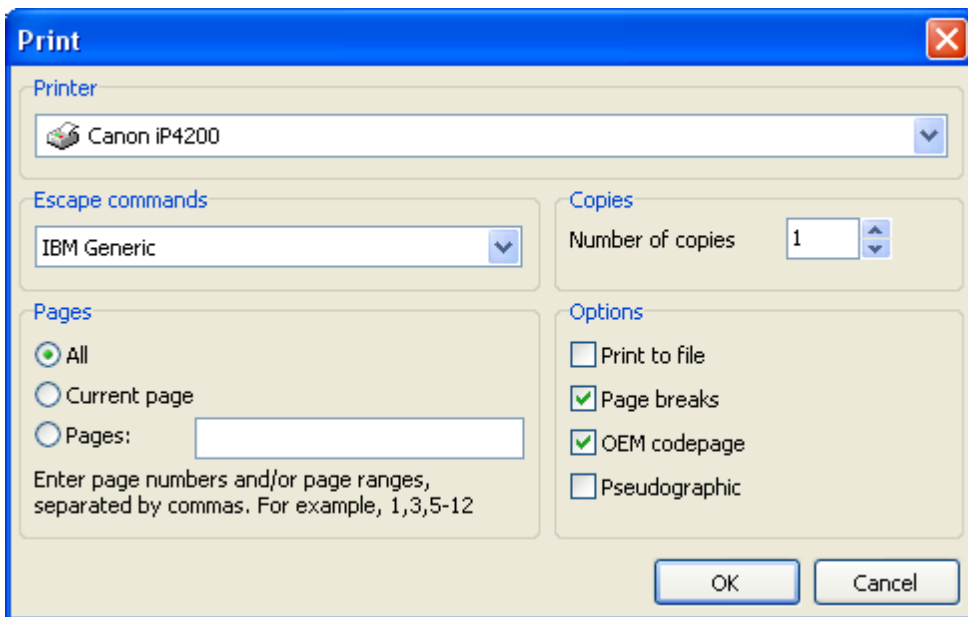 Print
Printer
Canon iP4200
Escape commands
IBM Generic
Copies
Number of copies 1
Pages
All
Current page
Pages:
Enter page numbers and/or page ranges,
separated by commas. For example, 1,3,5-12
Options
Print to file
Page breaks
OEM codepage
Pseudographic
OK Cancel